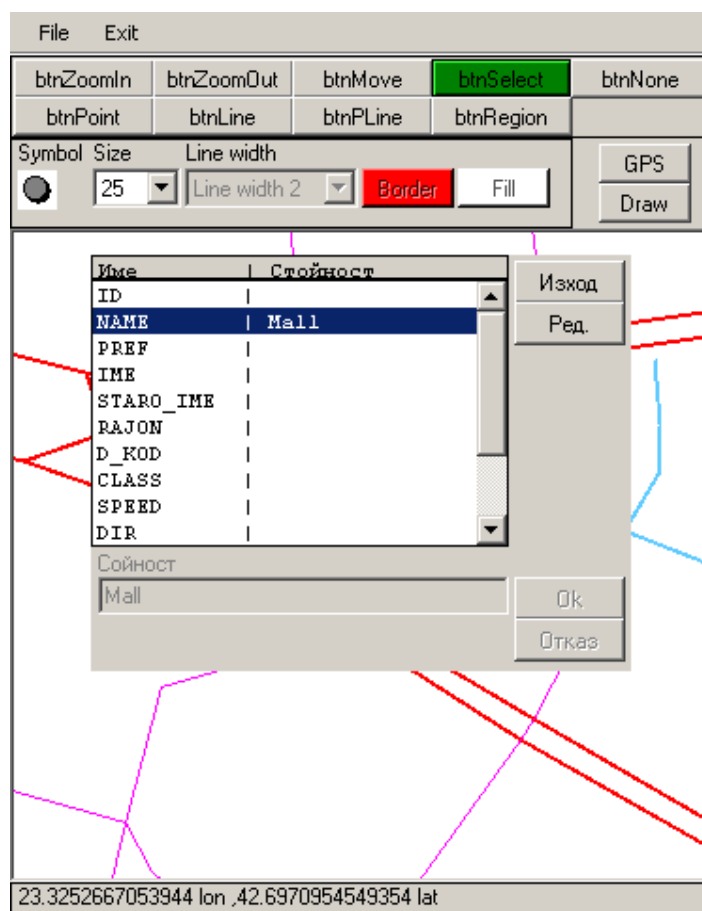 File Exit
btnZoomIn btnZoomOut btnMove btnSelect btnNone
btnPoint btnLine btnPLine btnRegion
Symbol Size Line width
25 Line width 2 Border Fill
GPS
Draw
Име | Стойност
ID |
NAME | Mall
PREF |
IME |
STARO_IME |
RAJON |
D_KOD |
CLASS |
SPEED |
DIR |
Изход
Ред.
Сойност
Mall
Ok
Отказ
23.3252667053944 lon ,42.6970954549354 lat